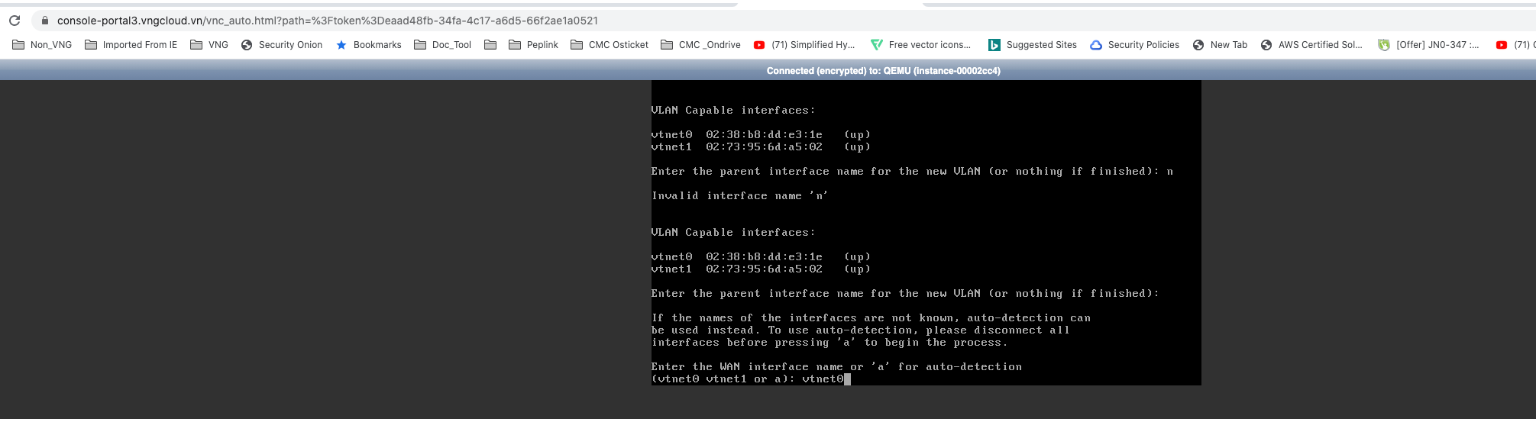 console-portal3.vngcloud.vn/vnc_auto.html?path=%3Ftoken%3Deaad48fb-34fa-4c17-a6d5-66f2ae1a0521
Non_VNG Imported From IE VNG Security Onion Bookmarks Doc_Tool Peplink CMC Osticket CMC _Ondrive (71) Simplified Hy... Free vector icons... Suggested Sites Security Policies New Tab AWS Certified Sol... [Offer] JN0-347 :... (71)
Connected (encrypted) to: QEMU (instance-00002cc4)
VLAN Capable interfaces:
vtnet0 02:38:b8:dd:e3:1e (up)
vtnet1 02:73:95:6d:a5:02 (up)
Enter the parent interface name for the new VLAN (or nothing if finished): n
Invalid interface name 'n'
VLAN Capable interfaces:
vtnet0 02:38:b8:dd:e3:1e (up)
vtnet1 02:73:95:6d:a5:02 (up)
Enter the parent interface name for the new VLAN (or nothing if finished):
If the names of the interfaces are not known, auto-detection can
be used instead. To use auto-detection, please disconnect all
interfaces before pressing 'a' to begin the process.
Enter the WAN interface name or 'a' for auto-detection
(vtnet0 vtnet1 or a): vtnet0